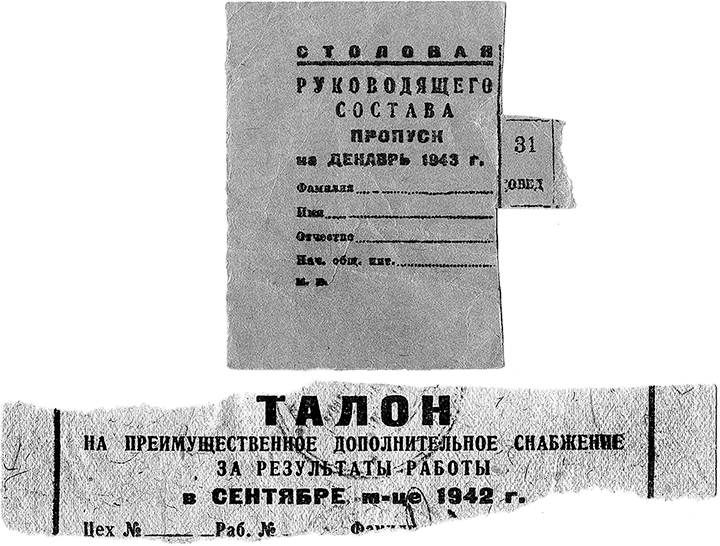 СТОЛОВАЯ
РУКОВОДЯЩЕГО
СОСТАВА
ПРОПУСК
на ДЕКАБРЬ 1943 г.
Фамилия
Имя
Отчество
Нач. общ. пит.
м. п.
31
ОБЕД
ТАЛОН
НА ПРЕИМУЩЕСТВЕННОЕ ДОПОЛНИТЕЛЬНОЕ СНАБЖЕНИЕ
ЗА РЕЗУЛЬТАТЫ РАБОТЫ
в СЕНТЯБРЕ м-це 1942 г.
Цех № Раб. № Фамил